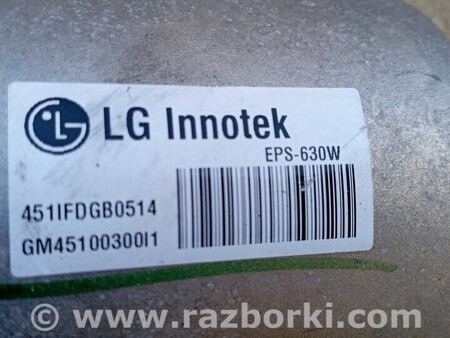 LG Innotek
EPS-630W
451IFDGB0514
GM45100300I1
www.razborki.com